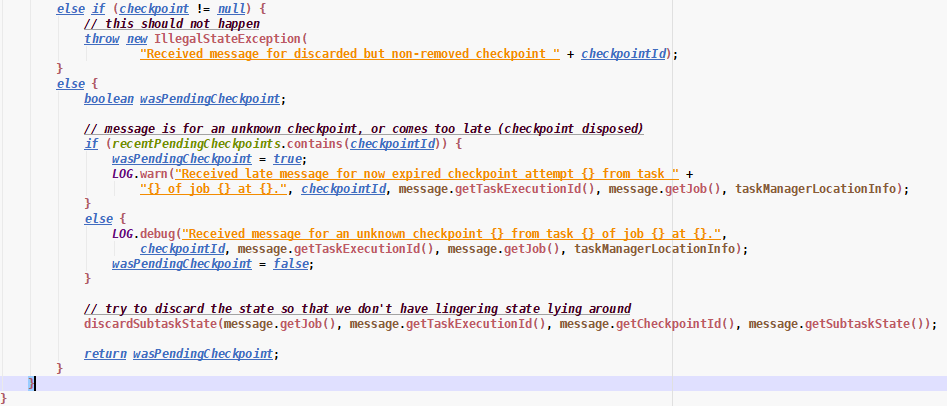 else if (checkpoint != null) {
// this should not happen
throw new IllegalStateException(
"Received message for discarded but non-removed checkpoint " + checkpointId);
}
else {
boolean wasPendingCheckpoint;
// message is for an unknown checkpoint, or comes too late (checkpoint disposed)
if (recentPendingCheckpoints.contains(checkpointId)) {
wasPendingCheckpoint = true;
LOG.warn("Received late message for now expired checkpoint attempt {} from task " +
"{} of job {} at {}.", checkpointId, message.getTaskExecutionId(), message.getJob(), taskManagerLocationInfo);
}
else {
LOG.debug("Received message for an unknown checkpoint {} from task {} of job {} at {}.",
checkpointId, message.getTaskExecutionId(), message.getJob(), taskManagerLocationInfo);
wasPendingCheckpoint = false;
}
// try to discard the state so that we don't have lingering state lying around
discardSubtaskState(message.getJob(), message.getTaskExecutionId(), message.getCheckpointId(), message.getSubtaskState());
return wasPendingCheckpoint;
}
}
}